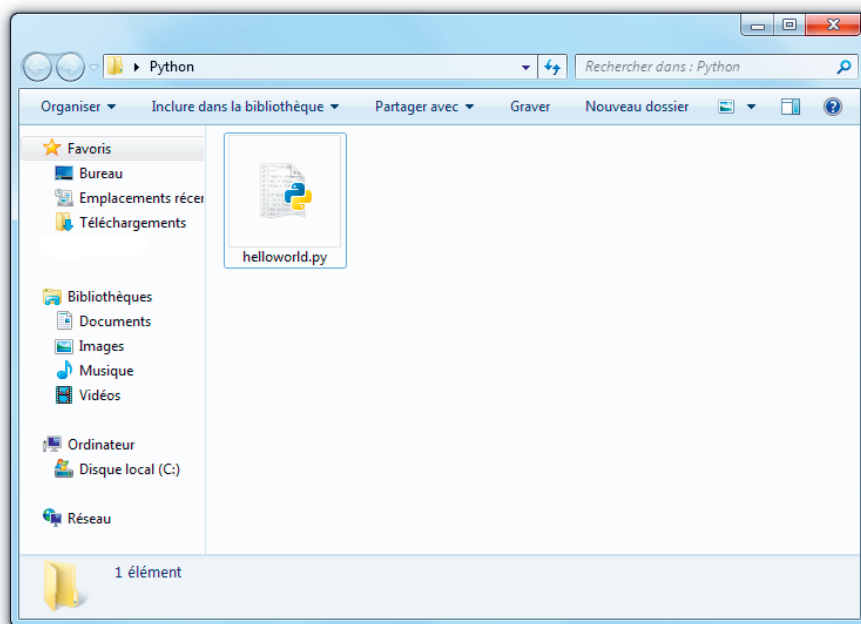 Python
Rechercher dans : Python
Organiser
Inclure dans la bibliothèque
Partager avec
Graver
Nouveau dossier
Favoris
Bureau
Emplacements récer
Téléchargements
Bibliothèques
Documents
Images
Musique
Vidéos
Ordinateur
Disque local (C:)
Réseau
helloworld.py
1 élément